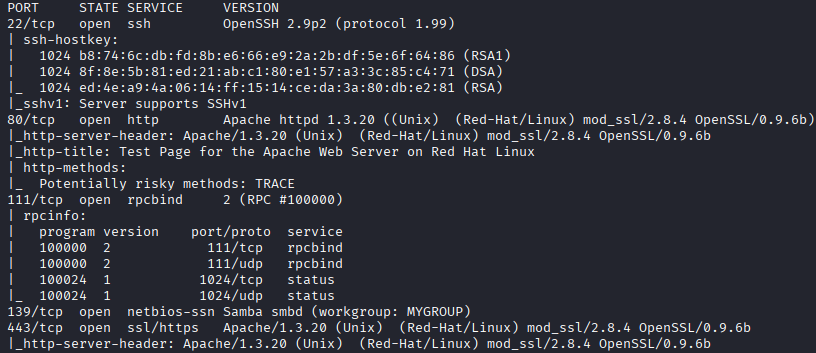 PORT     STATE SERVICE     VERSION
22/tcp   open  ssh         OpenSSH 2.9p2 (protocol 1.99)
| ssh-hostkey:
|   1024 b8:74:6c:db:fd:8b:e6:66:e9:2a:2b:df:5e:6f:64:86 (RSA1)
|   1024 8f:8e:5b:81:ed:21:ab:c1:80:e1:57:a3:3c:85:c4:71 (DSA)
|_  1024 ed:4e:a9:4a:06:14:ff:15:14:ce:da:3a:80:db:e2:81 (RSA)
|_sshv1: Server supports SSHv1
80/tcp   open  http        Apache httpd 1.3.20 ((Unix)  (Red-Hat/Linux) mod_ssl/2.8.4 OpenSSL/0.9.6b)
|_http-server-header: Apache/1.3.20 (Unix)  (Red-Hat/Linux) mod_ssl/2.8.4 OpenSSL/0.9.6b
|_http-title: Test Page for the Apache Web Server on Red Hat Linux
| http-methods:
|_  Potentially risky methods: TRACE
111/tcp  open  rpcbind     2 (RPC #100000)
| rpcinfo:
|   program version    port/proto  service
|   100000  2            111/tcp   rpcbind
|   100000  2            111/udp   rpcbind
|   100024  1           1024/tcp   status
|_  100024  1           1024/udp   status
139/tcp  open  netbios-ssn Samba smbd (workgroup: MYGROUP)
443/tcp  open  ssl/https   Apache/1.3.20 (Unix)  (Red-Hat/Linux) mod_ssl/2.8.4 OpenSSL/0.9.6b
|_http-server-header: Apache/1.3.20 (Unix)  (Red-Hat/Linux) mod_ssl/2.8.4 OpenSSL/0.9.6b